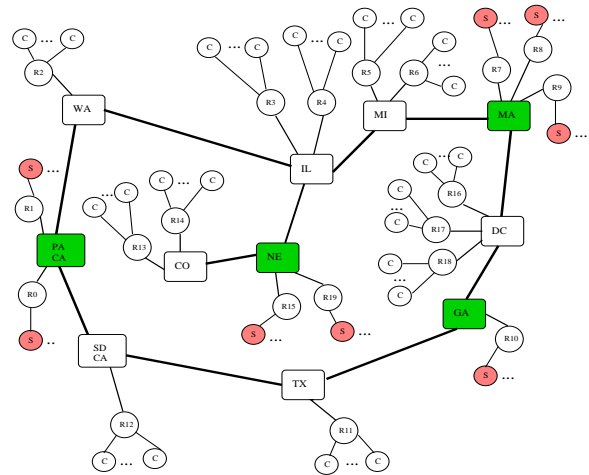 C ... C
R2
WA
C ... C
R3
C ... C
R4
IL
C ... C
R5
C
...
C
R6
MI
S ...
R7
S ...
R8
R9
S ...
MA
S ...
R1
PA
CA
R0
S ..
C ... C
R13
C ... C
R14
CO
NE
R15
S ...
R19
S ...
C ... C
R16
C
...
C
R17
C
...
C
R18
DC
GA
R10
S ...
SD
CA
R12
C ... C
TX
R11
C ... C